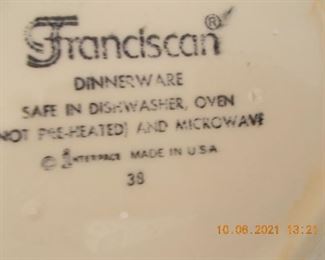 Franciscan ®
DINNERWARE
SAFE IN DISHWASHER, OVEN
NOT PRE-HEATED) AND MICROWAVE
© INTERPACE MADE IN U.S.A
38
10.06.2021 13:21